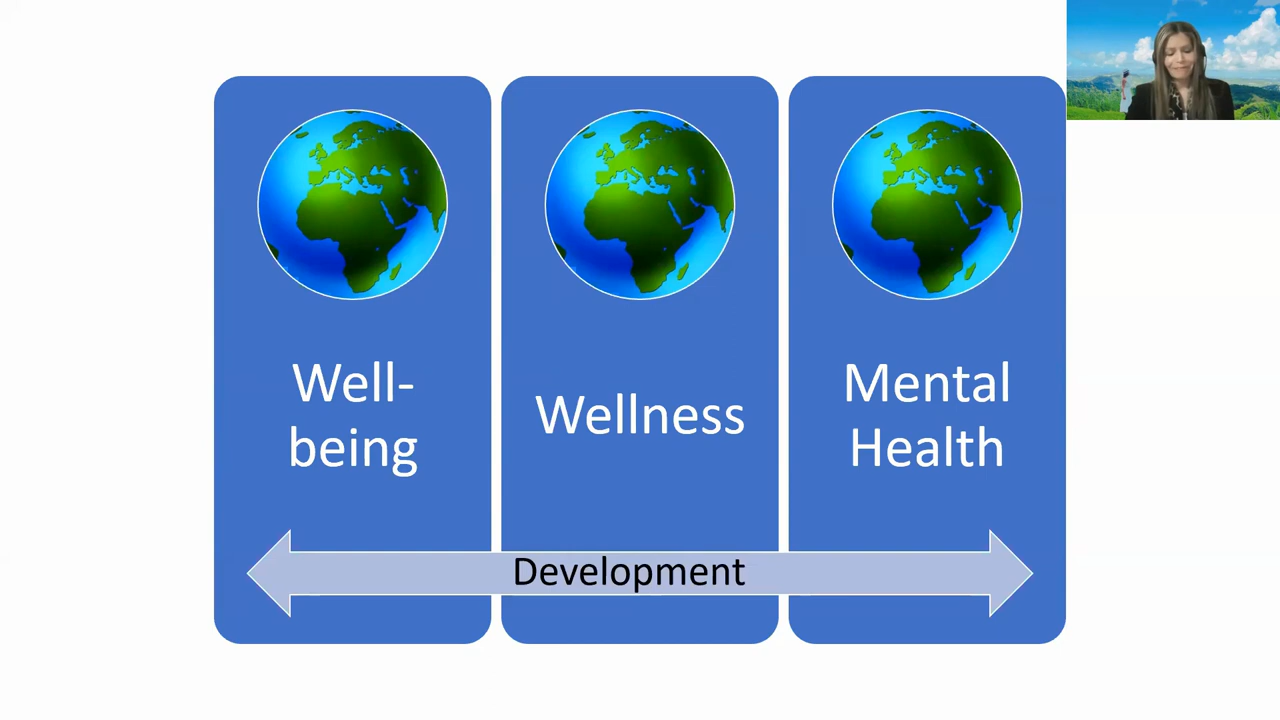 Well-
being
Wellness
Mental
Health
Development